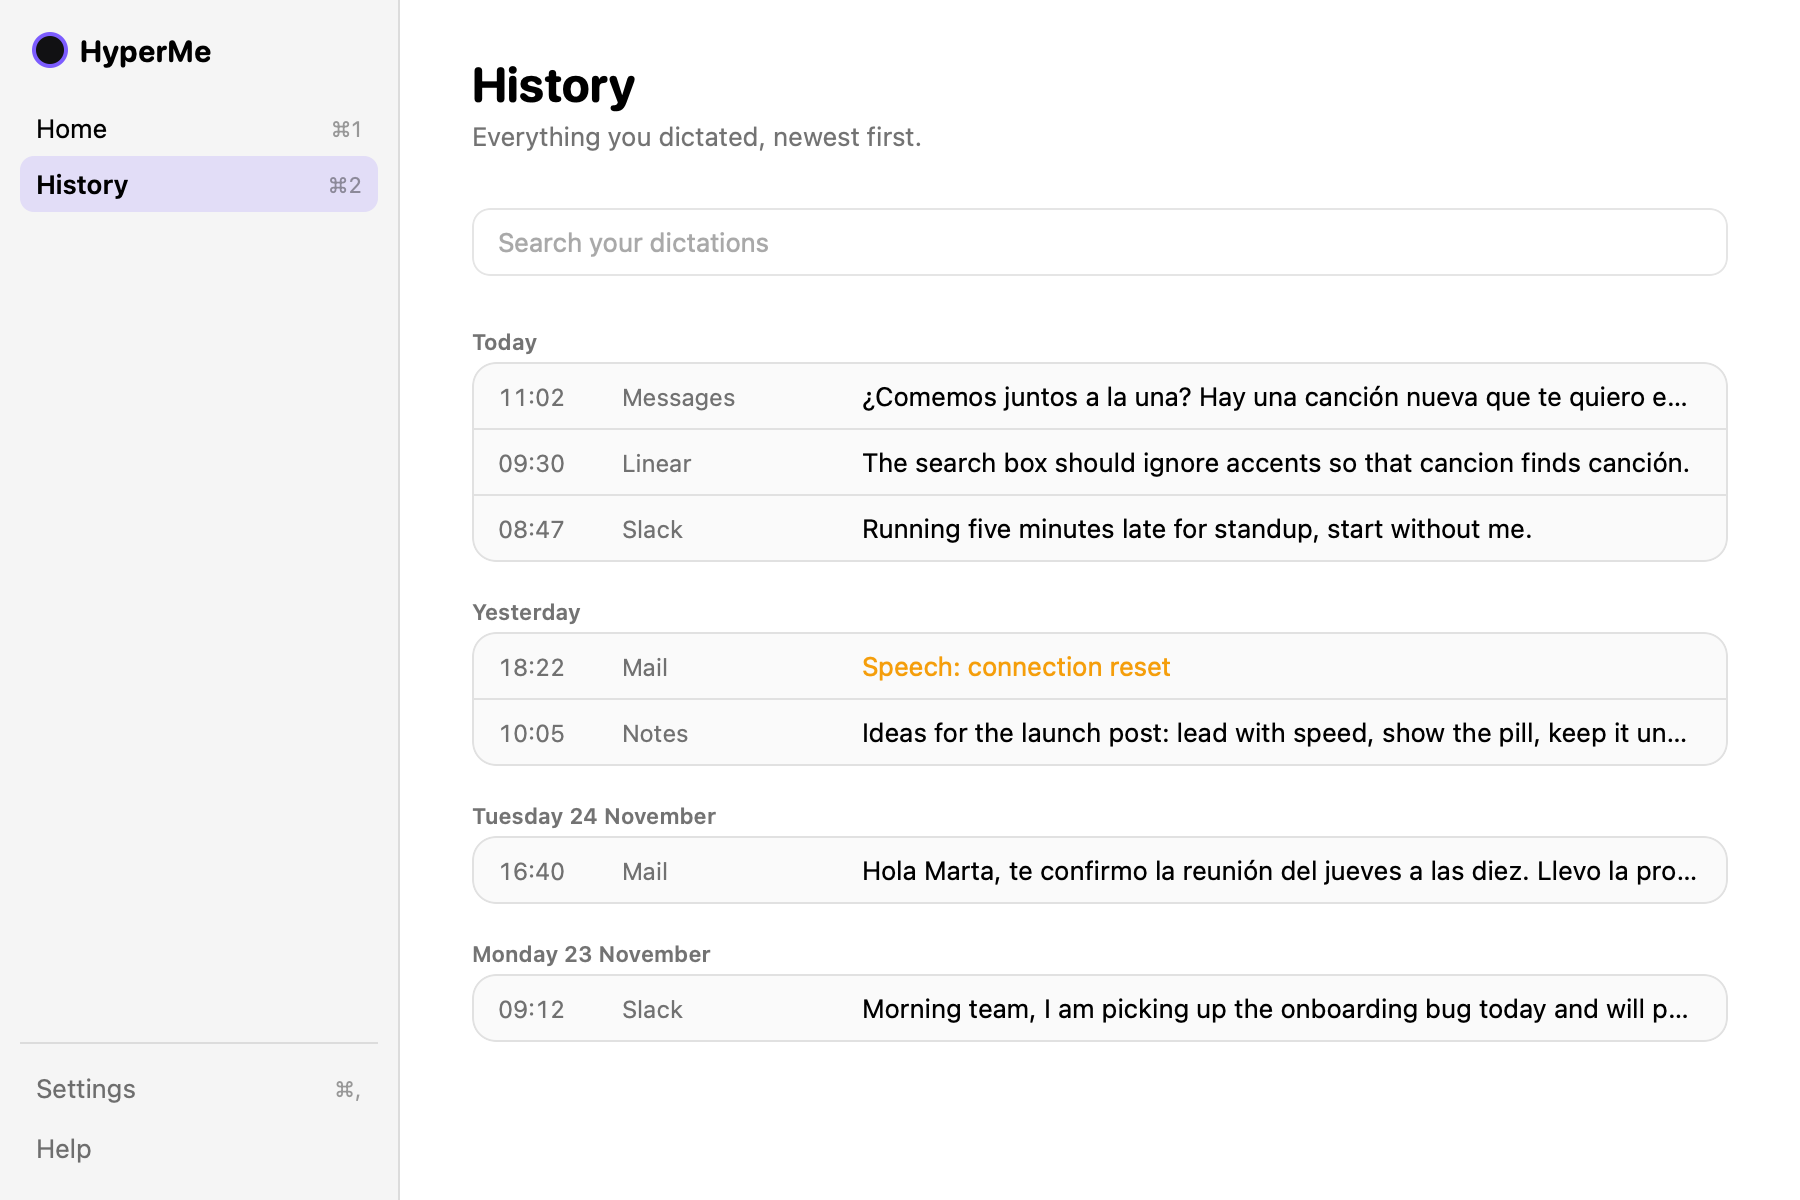 HyperMe
Home ⌘1
History ⌘2
Settings ⌘,
Help
History
Everything you dictated, newest first.
Search your dictations
Today
11:02 Messages ¿Comemos juntos a la una? Hay una canción nueva que te quiero e...
09:30 Linear The search box should ignore accents so that cancion finds canción.
08:47 Slack Running five minutes late for standup, start without me.
Yesterday
18:22 Mail Speech: connection reset
10:05 Notes Ideas for the launch post: lead with speed, show the pill, keep it un...
Tuesday 24 November
16:40 Mail Hola Marta, te confirmo la reunión del jueves a las diez. Llevo la pro...
Monday 23 November
09:12 Slack Morning team, I am picking up the onboarding bug today and will p...